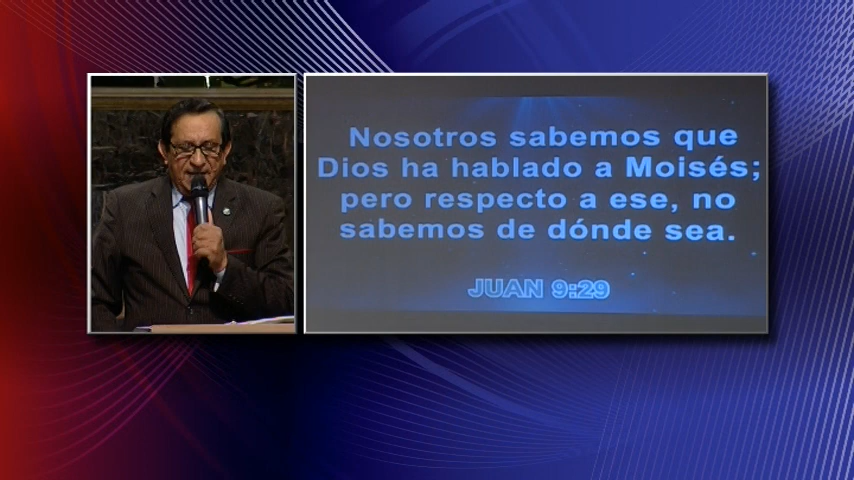 Nosotros sabemos que
Dios ha hablado a Moisés;
pero respecto a ese, no
sabemos de dónde sea.
JUAN 9:29